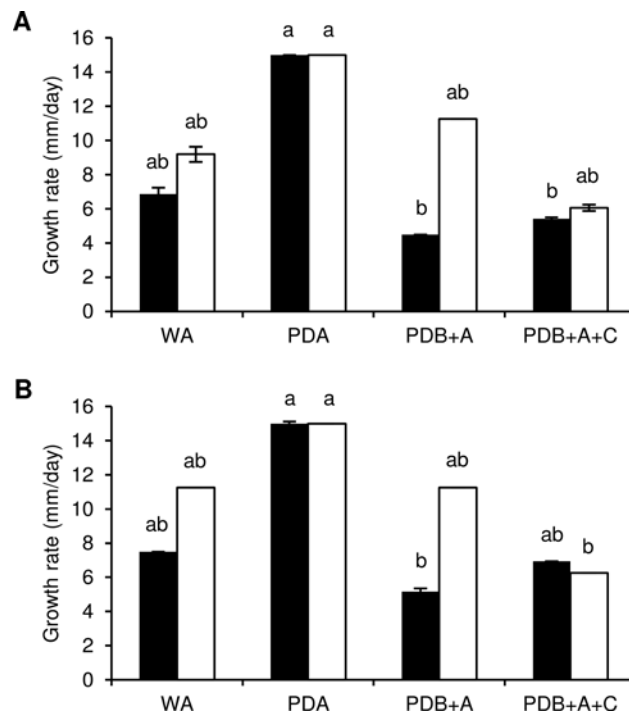 A
Growth rate (mm/day)
16
14
12
10
8
6
4
2
0
ab
ab
a
a
b
ab
b
ab
WA
PDA
PDB+A
PDB+A+C
B
Growth rate (mm/day)
16
14
12
10
8
6
4
2
0
ab
ab
a
a
b
ab
ab
b
WA
PDA
PDB+A
PDB+A+C